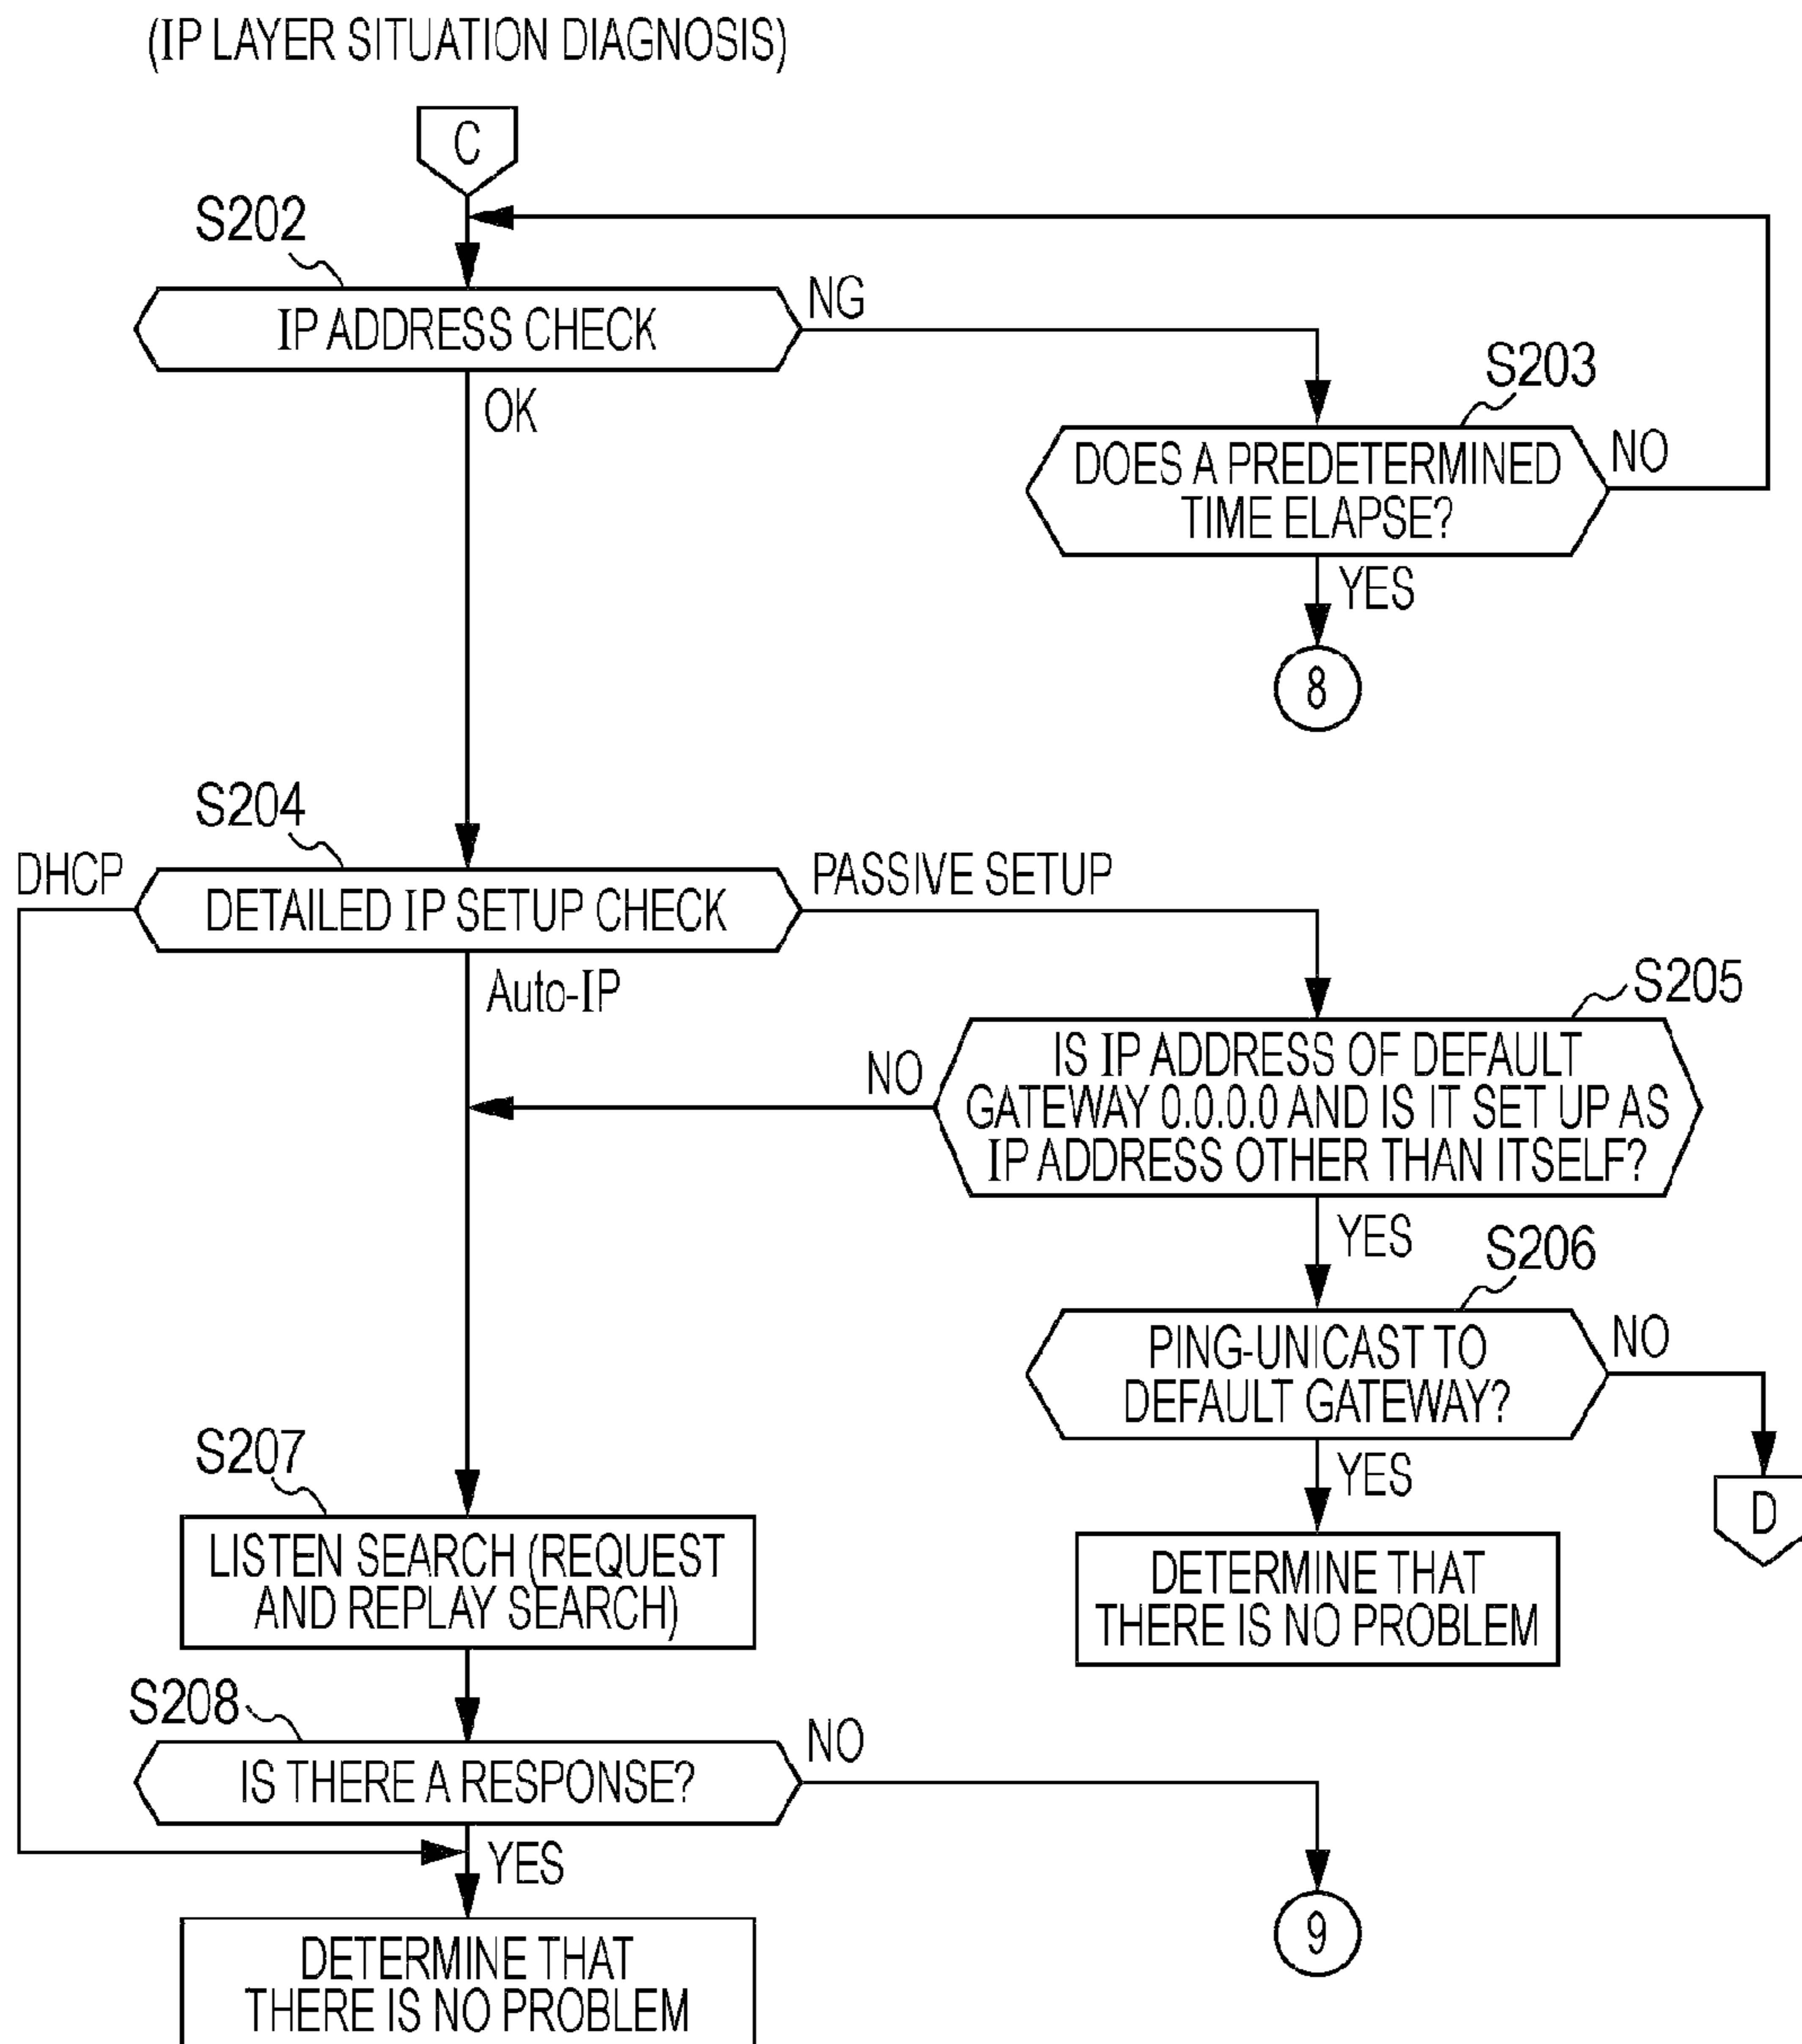 (IP LAYER SITUATION DIAGNOSIS)
C
S202
IP ADDRESS CHECK
NG
OK
S203
DOES A PREDETERMINED
TIME ELAPSE?
NO
YES
8
S204
DHCP
DETAILED IP SETUP CHECK
PASSIVE SETUP
Auto-IP
S205
IS IP ADDRESS OF DEFAULT
GATEWAY 0.0.0.0 AND IS IT SET UP AS
IP ADDRESS OTHER THAN ITSELF?
NO
YES
S206
PING-UNICAST TO
DEFAULT GATEWAY?
NO
YES
D
DETERMINE THAT
THERE IS NO PROBLEM
S207
LISTEN SEARCH (REQUEST
AND REPLAY SEARCH)
S208
IS THERE A RESPONSE?
NO
YES
9
DETERMINE THAT
THERE IS NO PROBLEM